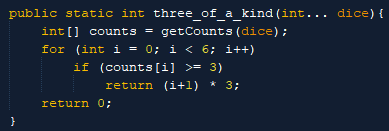 public static int three_of_a_kind(int... dice){
    int[] counts = getCounts(dice);
    for (int i = 0; i < 6; i++)
        if (counts[i] >= 3)
            return (i+1) * 3;
    return 0;
}